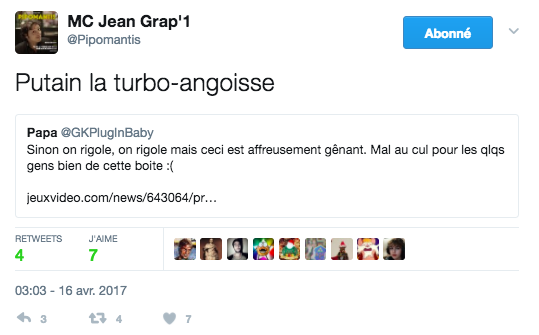 MC Jean Grap'1
@Pipomantis
Abonné
Putain la turbo-angoisse
Papa @GKPlugInBaby
Sinon on rigole, on rigole mais ceci est affreusement gênant. Mal au cul pour les qlqs
gens bien de cette boite :(
jeuxvideo.com/news/643064/pr…
RETWEETS
4
J'AIME
7
03:03 - 16 avr. 2017
3
4
7